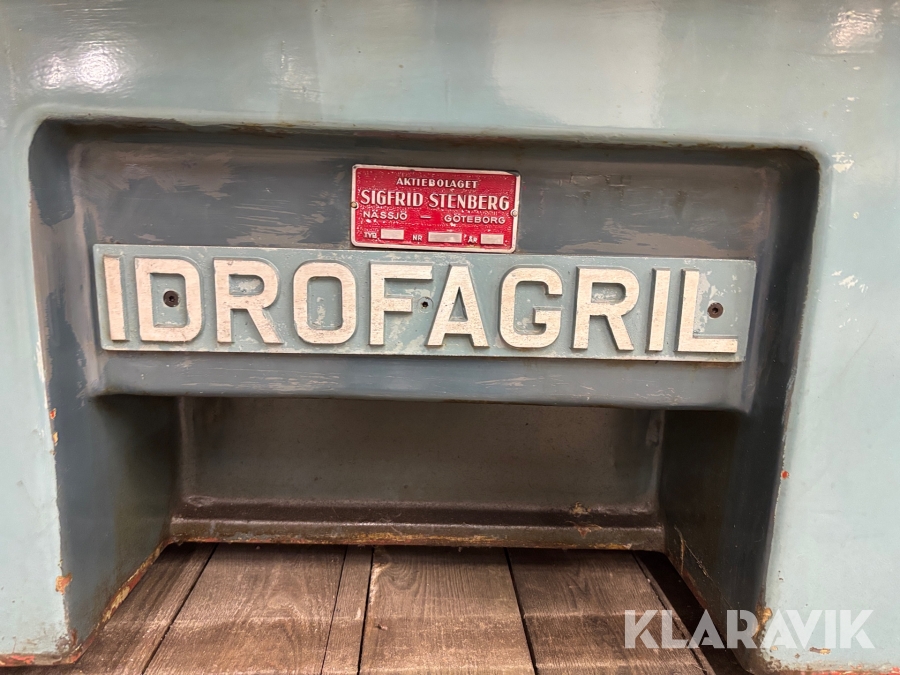 AKTIEBOLAGET
SIGFRID STENBERG
NÄSSJÖ — GÖTEBORG
TYP NR ÅR
IDROFAGRIL
KLARAVIK